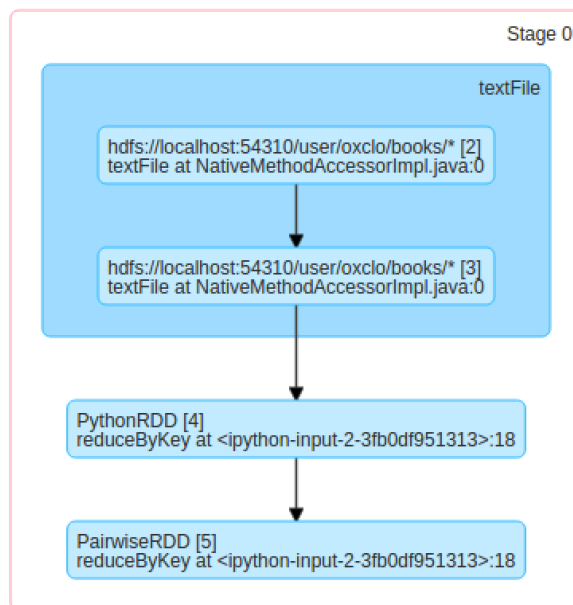 Stage 0
textFile
hdfs://localhost:54310/user/oxclo/books/* [2]
textFile at NativeMethodAccessorImpl.java:0
hdfs://localhost:54310/user/oxclo/books/* [3]
textFile at NativeMethodAccessorImpl.java:0
PythonRDD [4]
reduceByKey at <ipython-input-2-3fb0df951313>:18
PairwiseRDD [5]
reduceByKey at <ipython-input-2-3fb0df951313>:18